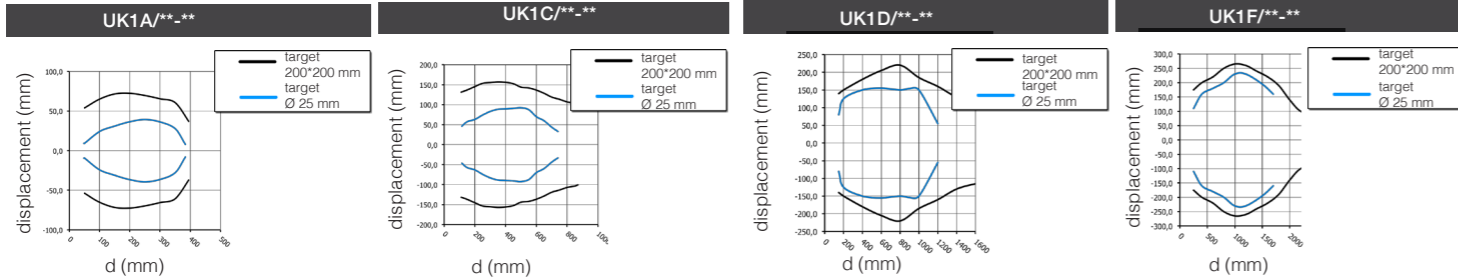 UK1A/**-**
target
200*200 mm
target
Ø 25 mm
displacement (mm)
100,0
50,0
0,0
-50,0
-100,0
0
100
200
300
400
500
d (mm)
UK1C/**-**
target
200*200 mm
target
Ø 25 mm
displacement (mm)
200,0
150,0
100,0
50,0
0,0
-50,0
-100,0
-150,0
-200,0
0
200
400
600
800
d (mm)
UK1D/**-**
target
200*200 mm
target
Ø 25 mm
displacement (mm)
250,0
200,0
150,0
100,0
50,0
0,0
-50,0
-100,0
-150,0
-200,0
-250,0
0
200
400
600
800
1000
1200
1400
1600
d (mm)
UK1F/**-**
target
200*200 mm
target
Ø 25 mm
displacement (mm)
300,0
250,0
200,0
150,0
100,0
50,0
0,0
-50,0
-100,0
-150,0
-200,0
-250,0
-300,0
0
500
1000
1500
2000
d (mm)